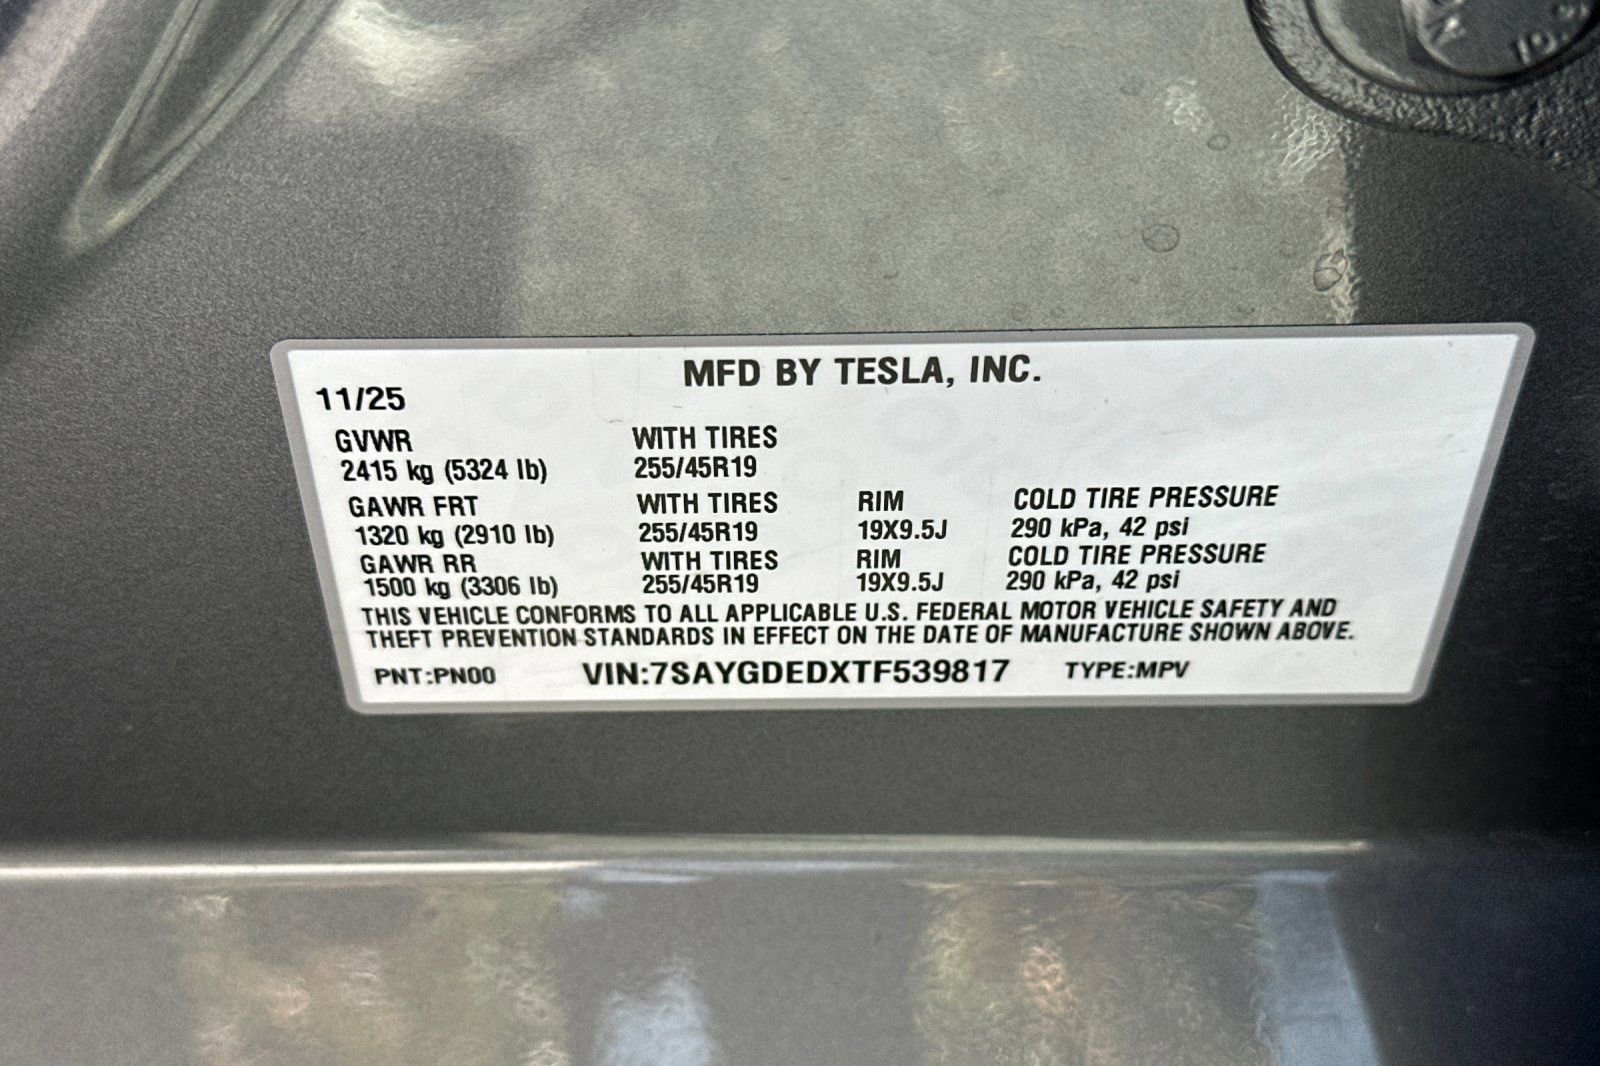 MFD BY TESLA, INC.
11/25
GVWR WITH TIRES
2415 kg (5324 lb) 255/45R19
GAWR FRT WITH TIRES RIM COLD TIRE PRESSURE
1320 kg (2910 lb) 255/45R19 19X9.5J 290 kPa, 42 psi
GAWR RR WITH TIRES RIM COLD TIRE PRESSURE
1500 kg (3306 lb) 255/45R19 19X9.5J 290 kPa, 42 psi
THIS VEHICLE CONFORMS TO ALL APPLICABLE U.S. FEDERAL MOTOR VEHICLE SAFETY AND
THEFT PREVENTION STANDARDS IN EFFECT ON THE DATE OF MANUFACTURE SHOWN ABOVE.
PNT:PN00 VIN:7SAYGDEDXTF539817 TYPE:MPV